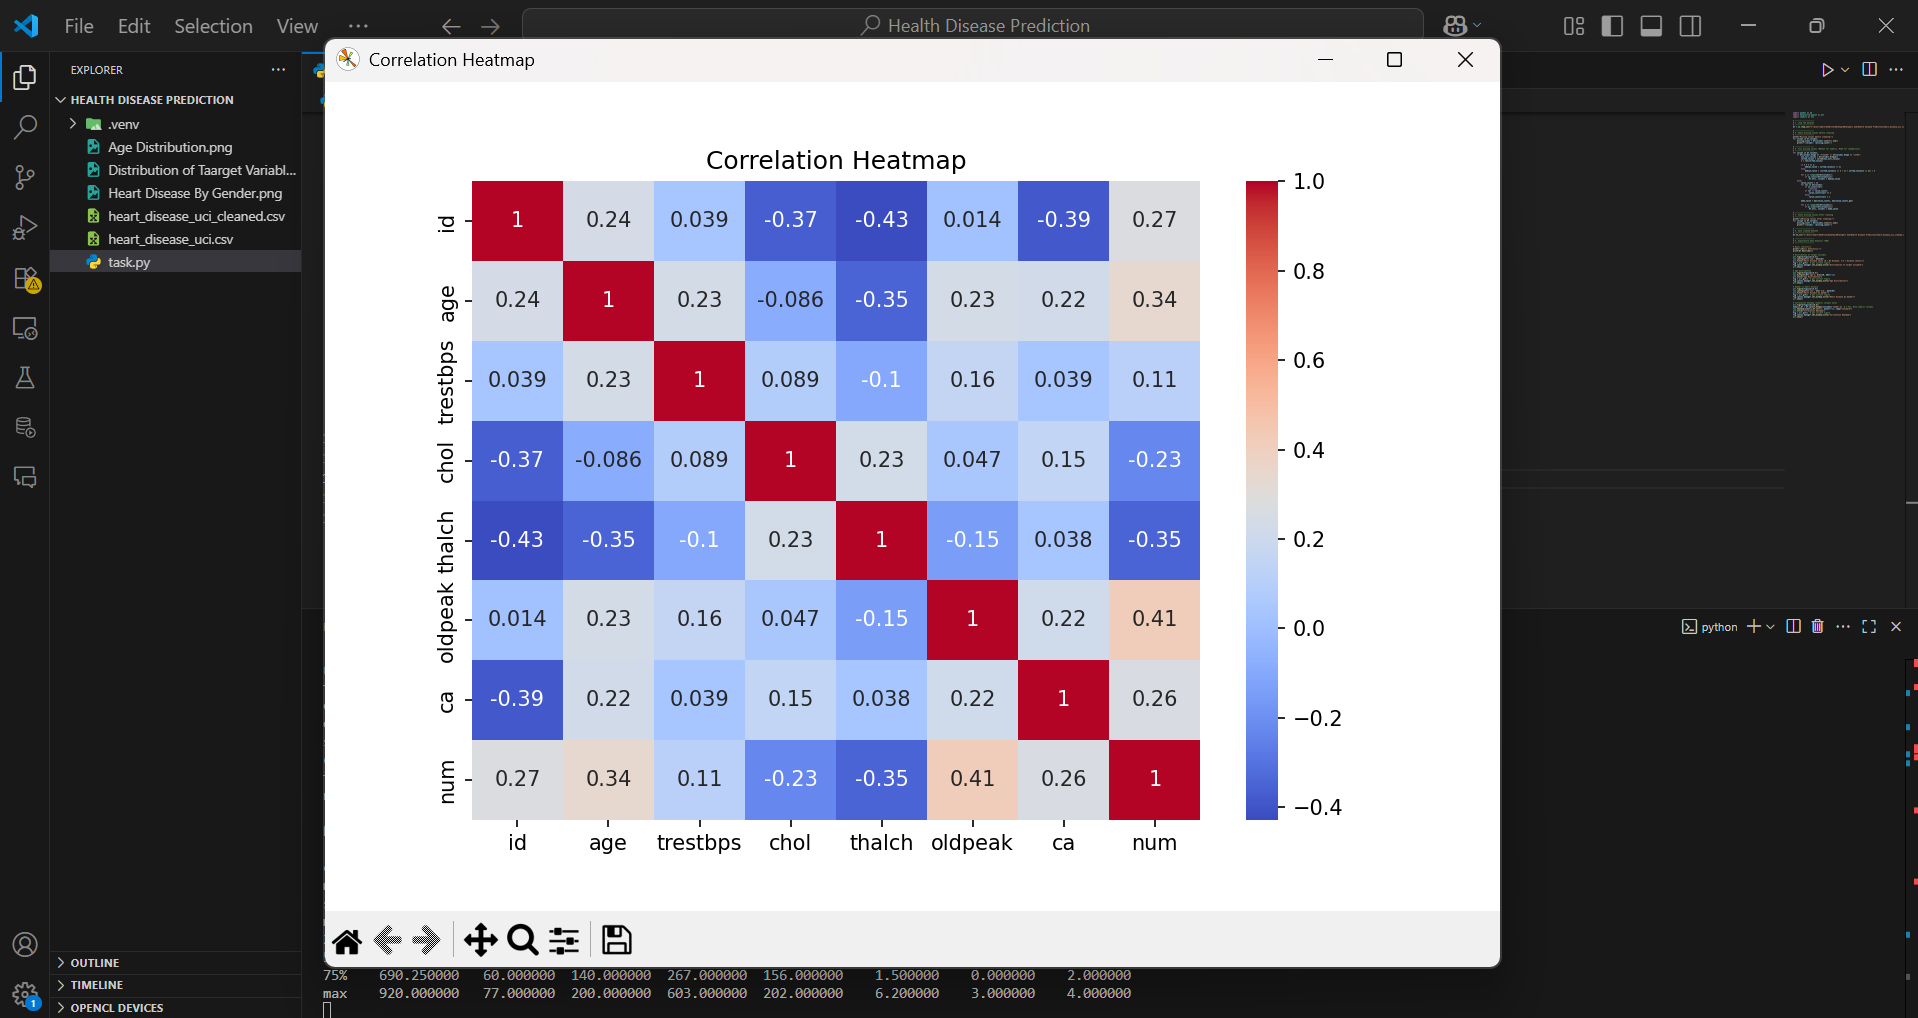 File Edit Selection View ...
Health Disease Prediction
EXPLORER
HEALTH DISEASE PREDICTION
.venv
Age Distribution.png
Distribution of Taarget Variabl...
Heart Disease By Gender.png
heart_disease_uci_cleaned.csv
heart_disease_uci.csv
task.py
Correlation Heatmap
Correlation Heatmap
id 1 0.24 0.039 -0.37 -0.43 0.014 -0.39 0.27
age 0.24 1 0.23 -0.086 -0.35 0.23 0.22 0.34
trestbps 0.039 0.23 1 0.089 -0.1 0.16 0.039 0.11
chol -0.37 -0.086 0.089 1 0.23 0.047 0.15 -0.23
thalch -0.43 -0.35 -0.1 0.23 1 -0.15 0.038 -0.35
oldpeak 0.014 0.23 0.16 0.047 -0.15 1 0.22 0.41
ca -0.39 0.22 0.039 0.15 0.038 0.22 1 0.26
num 0.27 0.34 0.11 -0.23 -0.35 0.41 0.26 1
id age trestbps chol thalch oldpeak ca num
1.0
0.8
0.6
0.4
0.2
0.0
−0.2
−0.4
python
75% 690.250000 60.000000 140.000000 267.000000 156.000000 1.500000 0.000000 2.000000
max 920.000000 77.000000 200.000000 603.000000 202.000000 6.200000 3.000000 4.000000
OUTLINE
TIMELINE
OPENCL DEVICES
1